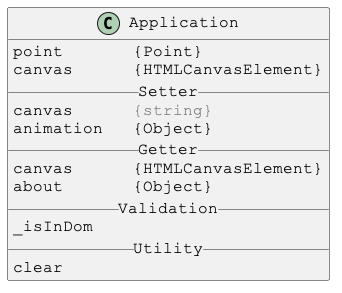 C Application
point {Point}
canvas {HTMLCanvasElement}
Setter
canvas {string}
animation {Object}
Getter
canvas {HTMLCanvasElement}
about {Object}
Validation
_isInDom
Utility
clear